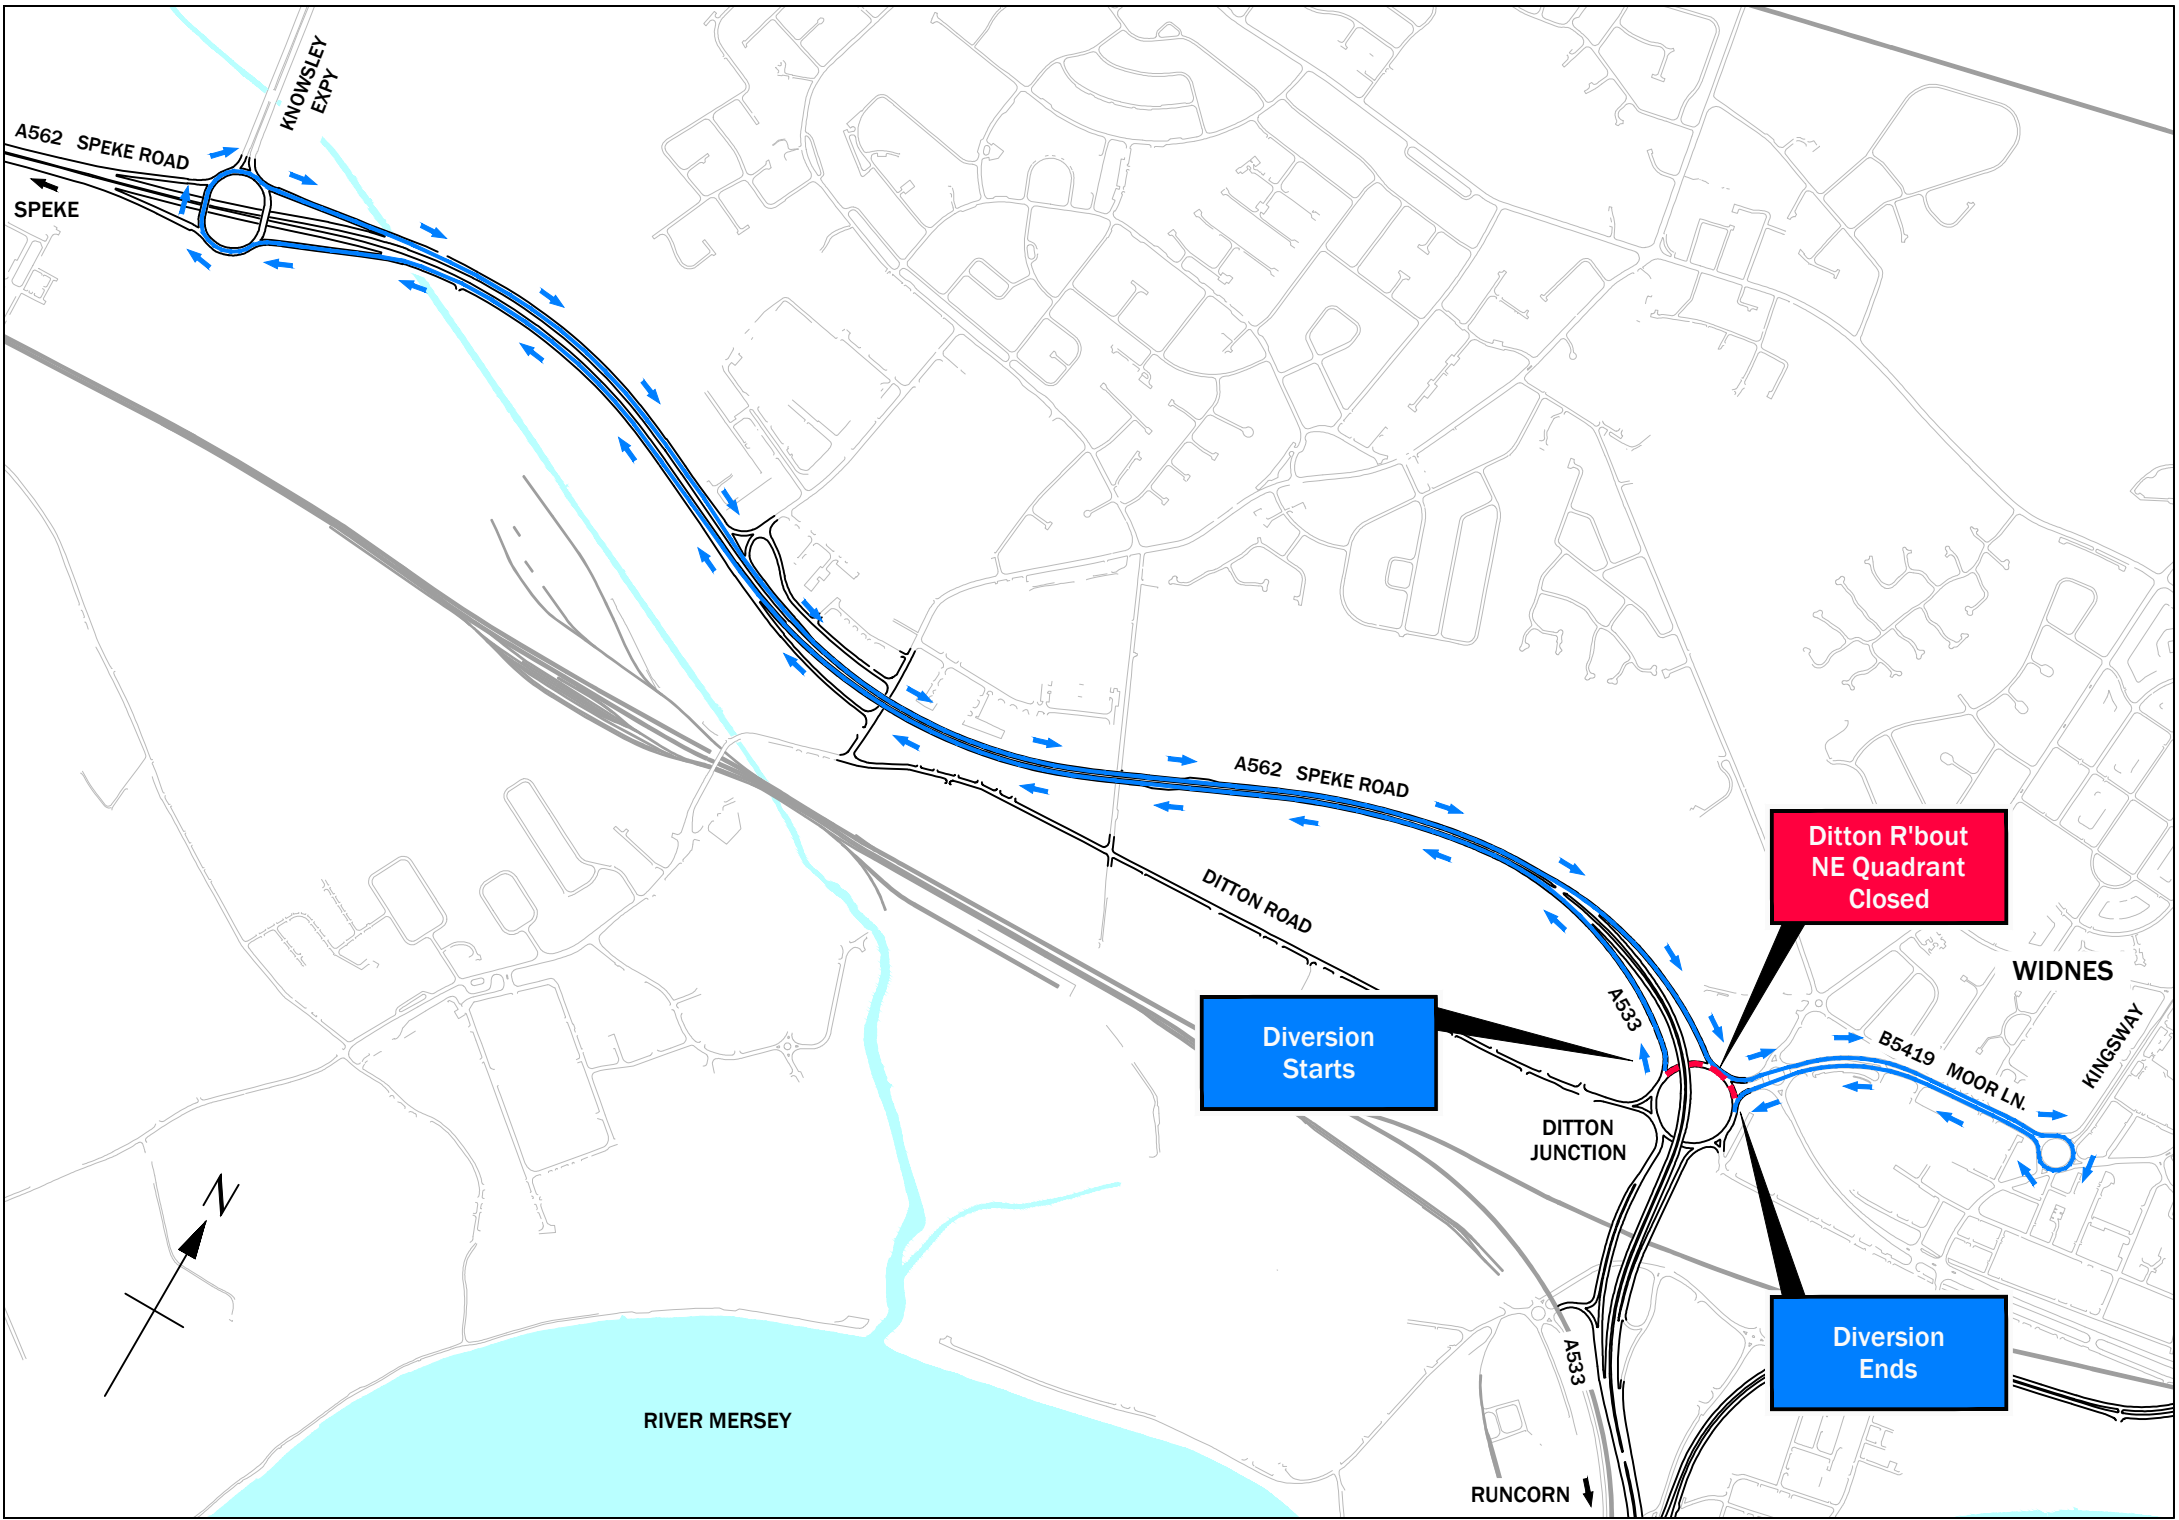 KNOWSLEY
EXPY
A562 SPEKE ROAD
SPEKE
A562 SPEKE ROAD
Ditton R'bout
NE Quadrant
Closed
DITTON ROAD
WIDNES
A533
Diversion
Starts
B5419 MOOR LN.
KINGSWAY
DITTON
JUNCTION
N
Diversion
Ends
A533
RIVER MERSEY
RUNCORN